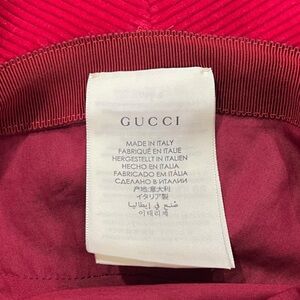 GUCCI
MADE IN ITALY
FABRIQUÉ EN ITALIE
HERGESTELLT IN ITALIEN
HECHO EN ITALIA
FABRICADO EM ITÁLIA
СДЕЛАНО В ИТАЛИИ
产地:意大利
イタリア製
صُنع في إيطاليا
이태리제